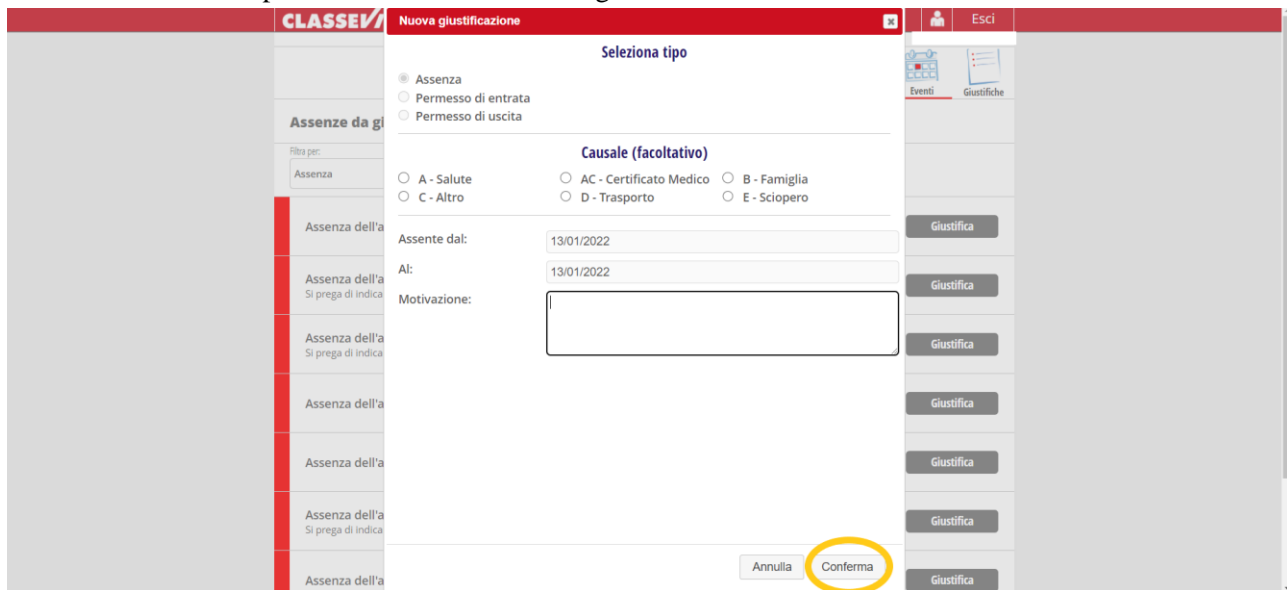 CLASSEVI
Nuova giustificazione
Esci
Seleziona tipo
Assenza
Permesso di entrata
Permesso di uscita
Eventi
Giustifiche
Assenze da gi
Causale (facoltativo)
Filtra per:
Assenza
A - Salute
AC - Certificato Medico
B - Famiglia
C - Altro
D - Trasporto
E - Sciopero
Assenza dell'a
Giustifica
Assente dal:
13/01/2022
Al:
13/01/2022
Assenza dell'a
Si prega di indica
Giustifica
Motivazione:
Assenza dell'a
Si prega di indica
Giustifica
Assenza dell'a
Giustifica
Assenza dell'a
Giustifica
Assenza dell'a
Si prega di indica
Giustifica
Annulla
Conferma
Assenza dell'a
Giustifica